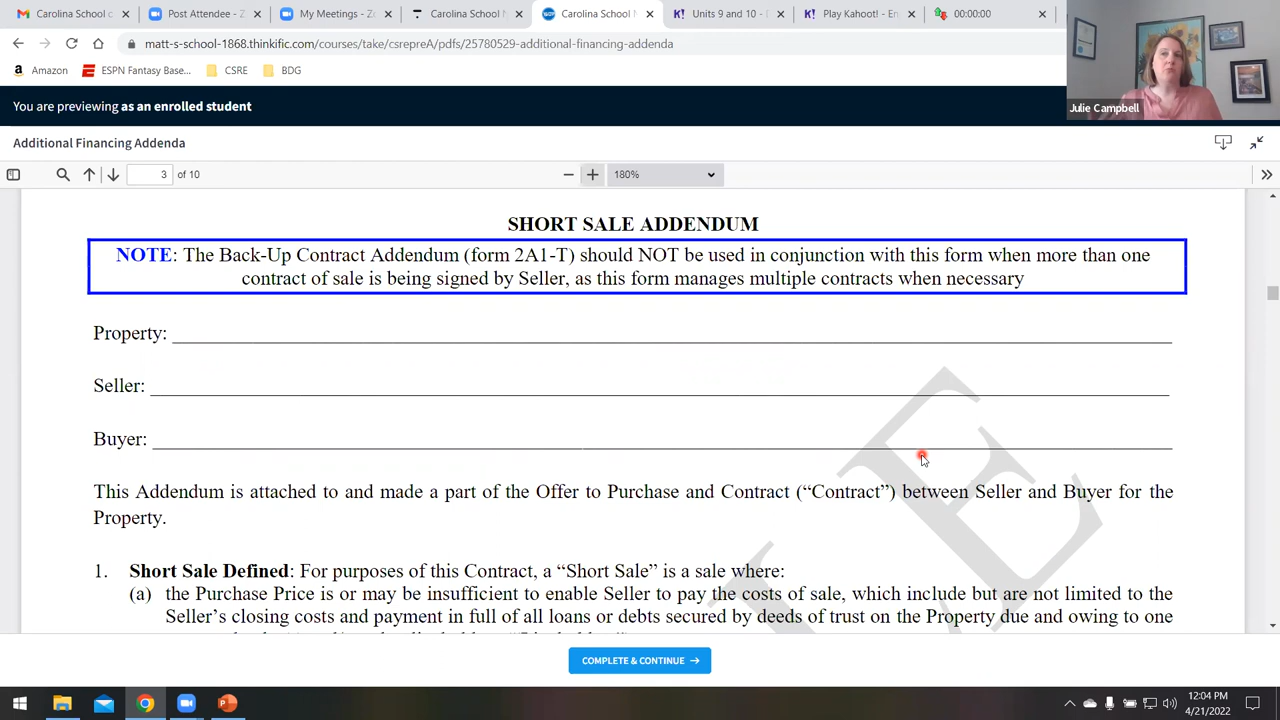 Carolina School c
Post Attendee - Z
My Meetings - Z
Carolina School N
Carolina School N
Units 9 and 10 - D
Play Kahoot! - En
00:00:00
matt-s-school-1868.thinkific.com/courses/take/csrepreA/pdfs/25780529-additional-financing-addenda
Amazon
ESPN Fantasy Base...
CSRE
BDG
Julie Campbell
You are previewing as an enrolled student
Additional Financing Addenda
3 of 10
180%
SHORT SALE ADDENDUM
NOTE: The Back-Up Contract Addendum (form 2A1-T) should NOT be used in conjunction with this form when more than one
contract of sale is being signed by Seller, as this form manages multiple contracts when necessary
Property:
Seller:
Buyer:
This Addendum is attached to and made a part of the Offer to Purchase and Contract (“Contract”) between Seller and Buyer for the
Property.
1. Short Sale Defined: For purposes of this Contract, a “Short Sale” is a sale where:
(a) the Purchase Price is or may be insufficient to enable Seller to pay the costs of sale, which include but are not limited to the
Seller’s closing costs and payment in full of all loans or debts secured by deeds of trust on the Property due and owing to one
COMPLETE & CONTINUE →
12:04 PM
4/21/2022